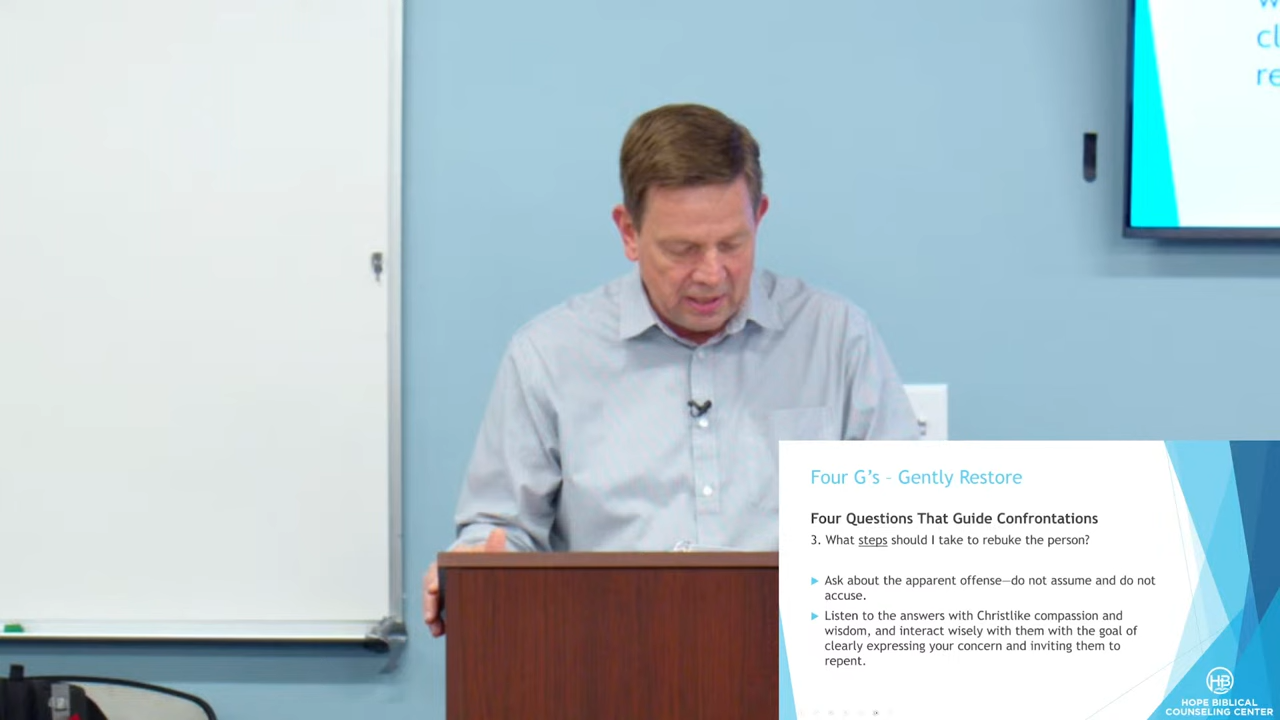 cl
re
Four G's – Gently Restore
Four Questions That Guide Confrontations
3. What steps should I take to rebuke the person?
Ask about the apparent offense—do not assume and do not
accuse.
Listen to the answers with Christlike compassion and
wisdom, and interact wisely with them with the goal of
clearly expressing your concern and inviting them to
repent.
HB
HOPE BIBLICAL
COUNSELING CENTER